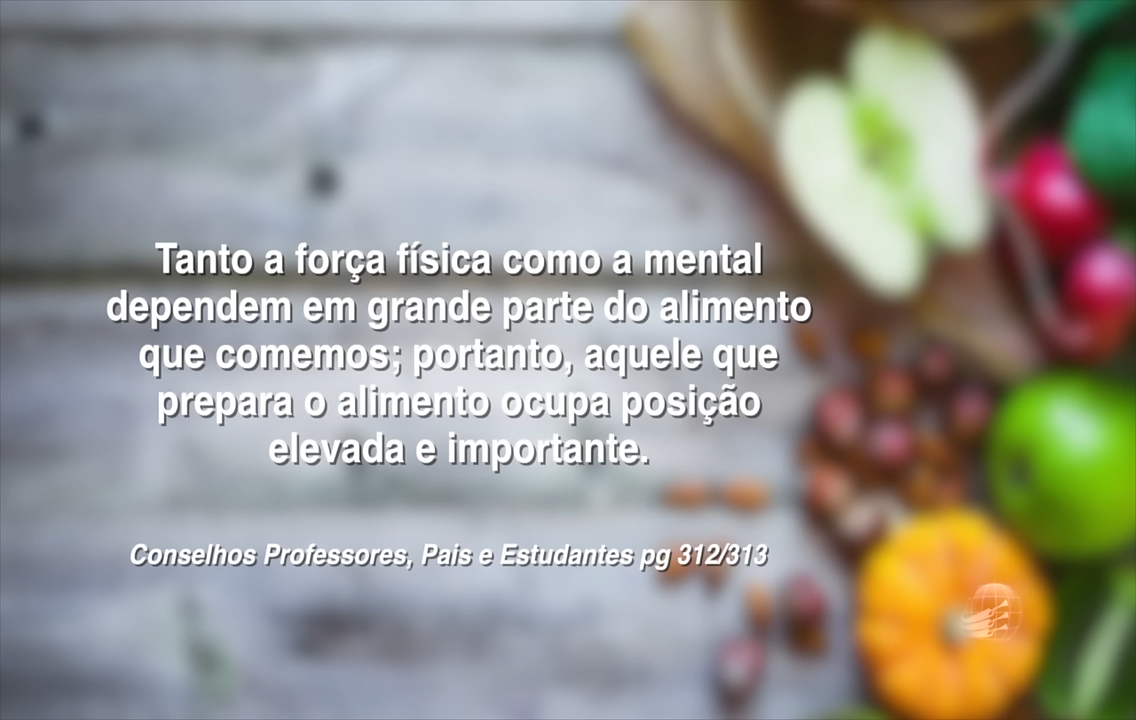 Tanto a força física como a mental
dependem em grande parte do alimento
que comemos; portanto, aquele que
prepara o alimento ocupa posição
elevada e importante.
Conselhos Professores, Pais e Estudantes pg 312/313